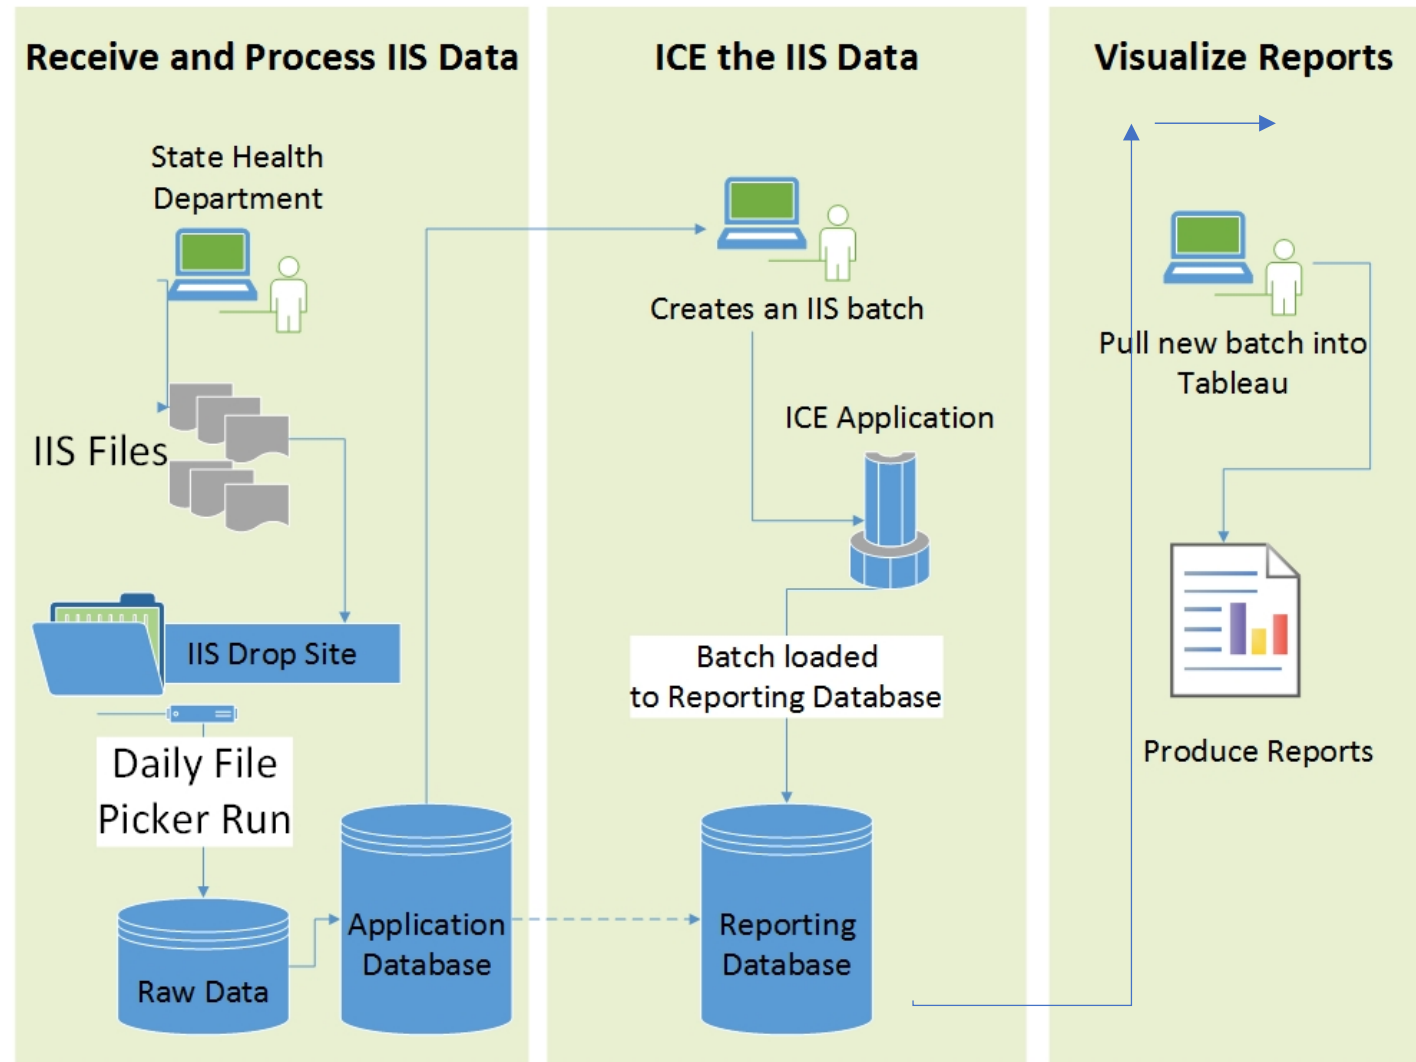 Receive and Process IIS Data
State Health
Department
IIS Files
IIS Drop Site
Daily File
Picker Run
Raw Data
Application
Database
ICE the IIS Data
Creates an IIS batch
ICE Application
Batch loaded
to Reporting Database
Reporting
Database
Visualize Reports
Pull new batch into
Tableau
Produce Reports